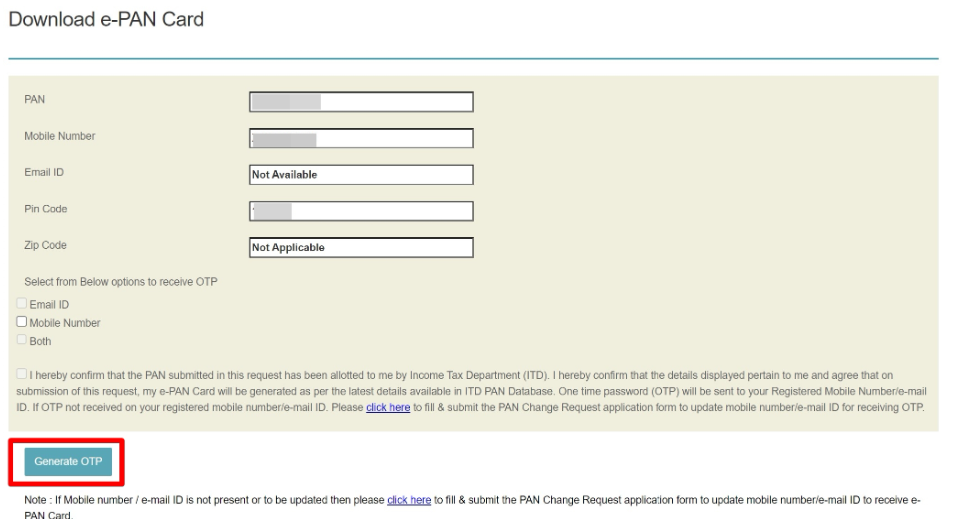 Download e-PAN Card
PAN
Mobile Number
Email ID
Not Available
Pin Code
Zip Code
Not Applicable
Select from Below options to receive OTP
Email ID
Mobile Number
Both
I hereby confirm that the PAN submitted in this request has been allotted to me by Income Tax Department (ITD). I hereby confirm that the details displayed pertain to me and agree that on
submission of this request, my e-PAN Card will be generated as per the latest details available in ITD PAN Database. One time password (OTP) will be sent to your Registered Mobile Number/e-mail
ID. If OTP not received on your registered mobile number/e-mail ID. Please click here to fill & submit the PAN Change Request application form to update mobile number/e-mail ID for receiving OTP.
Generate OTP
Note : If Mobile number / e-mail ID is not present or to be updated then please click here to fill & submit the PAN Change Request application form to update mobile number/e-mail ID to receive e-
PAN Card.